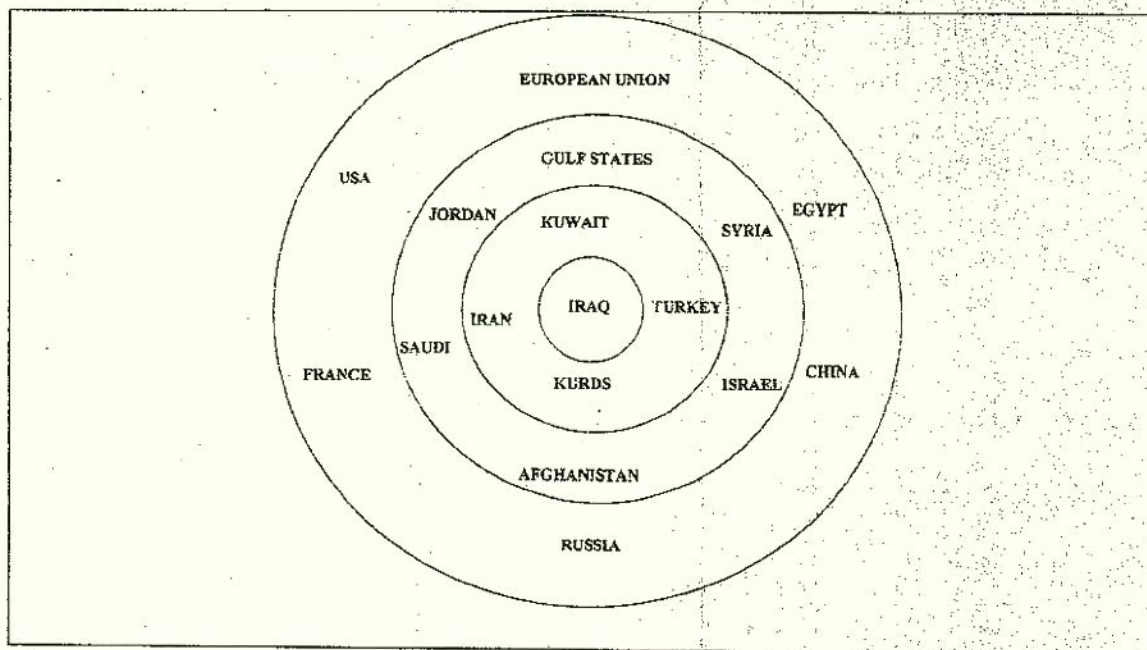 EUROPEAN UNION
GULF STATES
USA
EGYPT
JORDAN
KUWAIT
SYRIA
IRAQ
TURKEY
IRAN
SAUDI
FRANCE
CHINA
KURDS
ISRAEL
AFGHANISTAN
RUSSIA